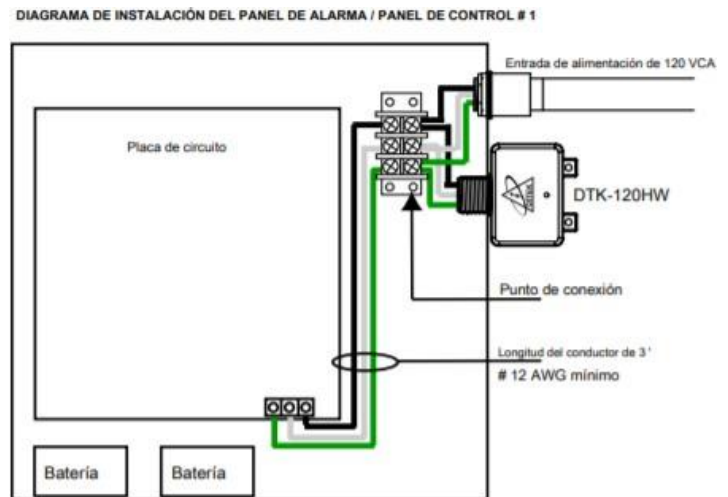 DIAGRAMA DE INSTALACIÓN DEL PANEL DE ALARMA / PANEL DE CONTROL # 1
Entrada de alimentación de 120 VCA
Placa de circuito
DTK-120HW
Punto de conexión
Longitud del conductor de 3 '
# 12 AWG mínimo
Batería
Batería